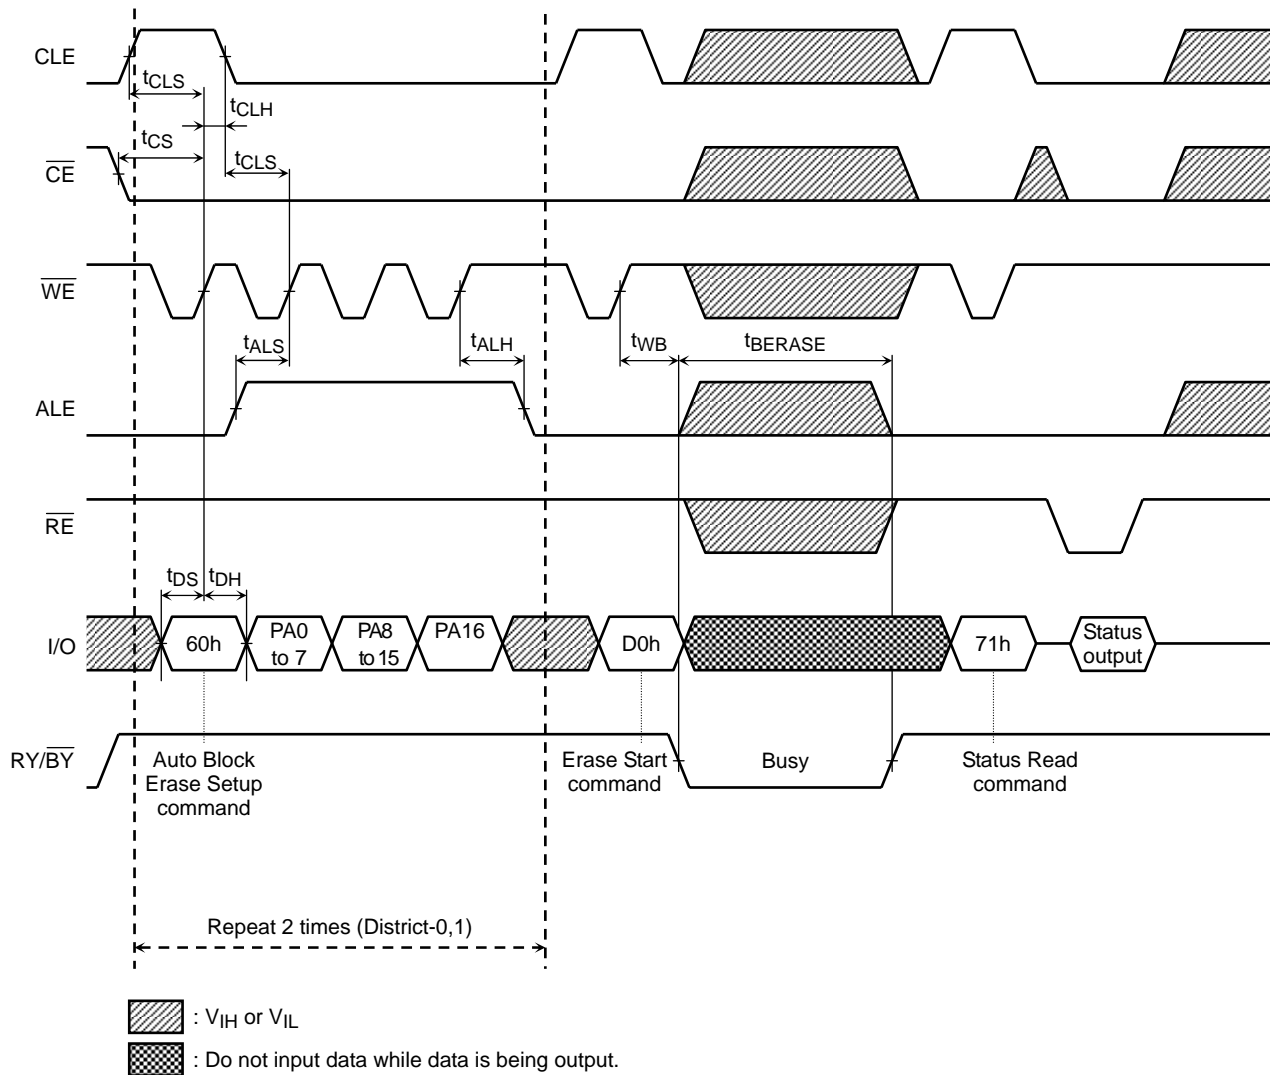 CLE
tCLS
tCLH
tCS
CE
tCLS
WE
tALS
tALH
tWB
tBERASE
ALE
RE
tDS
tDH
I/O
60h
PA0
to 7
PA8
to 15
PA16
D0h
71h
Status
output
RY/BY
Auto Block
Erase Setup
command
Erase Start
command
Busy
Status Read
command
Repeat 2 times (District-0,1)
: VIH or VIL
: Do not input data while data is being output.